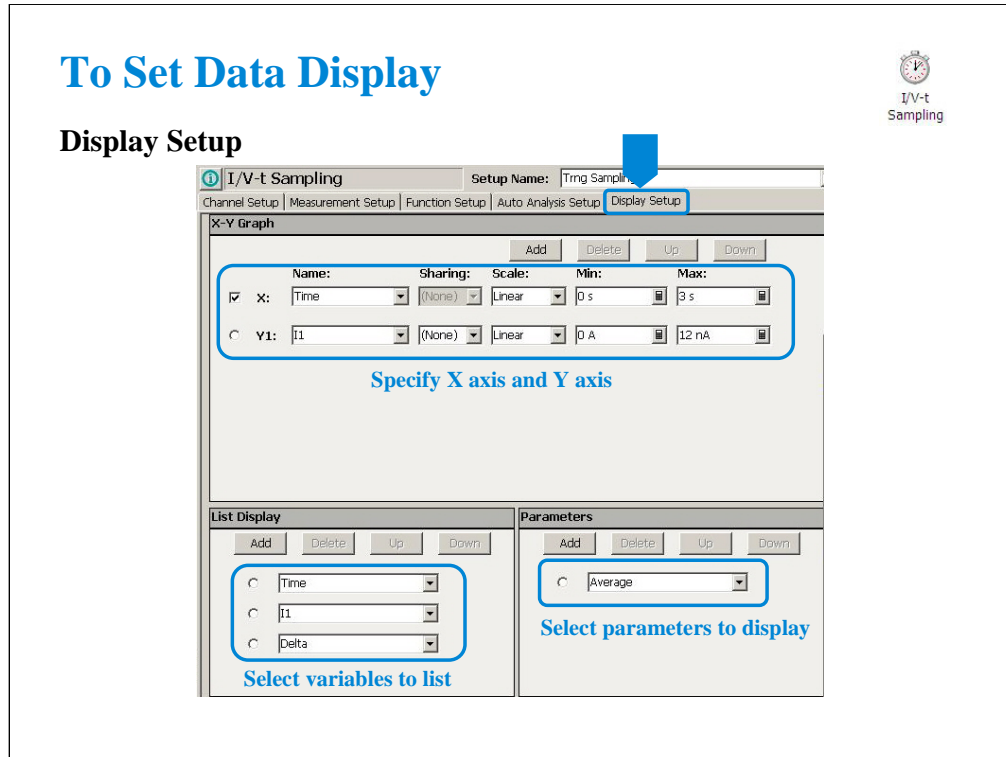 To Set Data Display
I/V-t
Sampling
Display Setup
I/V-t Sampling Setup Name: Trng Sampling
Channel Setup Measurement Setup Function Setup Auto Analysis Setup Display Setup
X-Y Graph
Add Delete Up Down
Name: Sharing: Scale: Min: Max:
X: Time (None) Linear 0 s 3 s
Y1: I1 (None) Linear 0 A 12 nA
Specify X axis and Y axis
List Display
Add Delete Up Down
Time
I1
Delta
Select variables to list
Parameters
Add Delete Up Down
Average
Select parameters to display